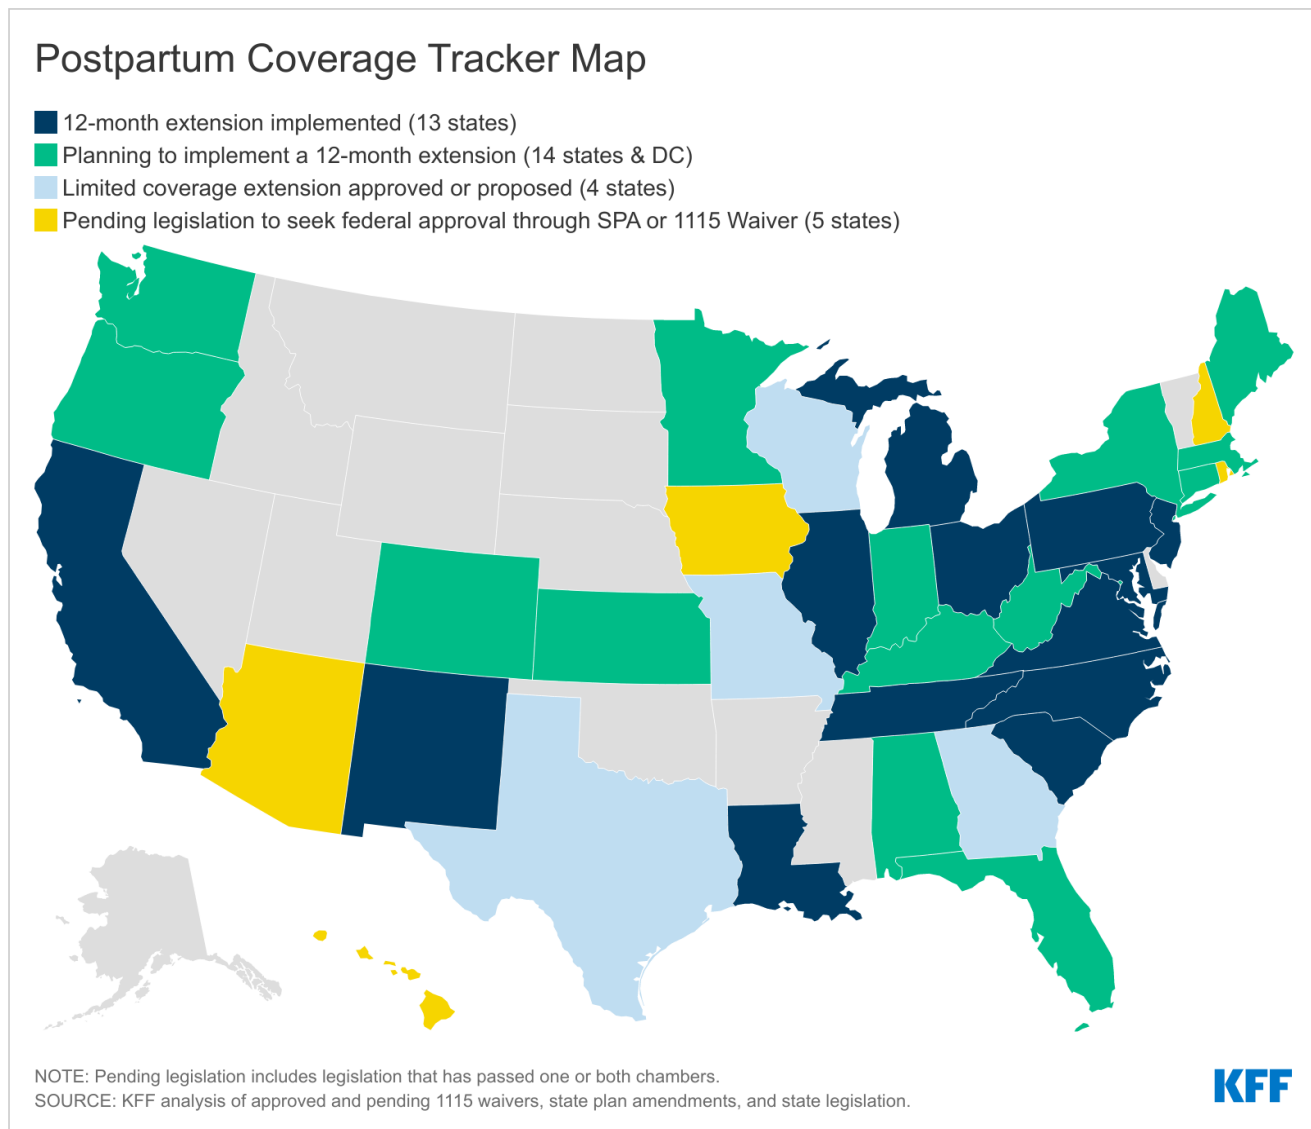 Postpartum Coverage Tracker Map
12-month extension implemented (13 states)
Planning to implement a 12-month extension (14 states & DC)
Limited coverage extension approved or proposed (4 states)
Pending legislation to seek federal approval through SPA or 1115 Waiver (5 states)
NOTE: Pending legislation includes legislation that has passed one or both chambers.
SOURCE: KFF analysis of approved and pending 1115 waivers, state plan amendments, and state legislation.
KFF